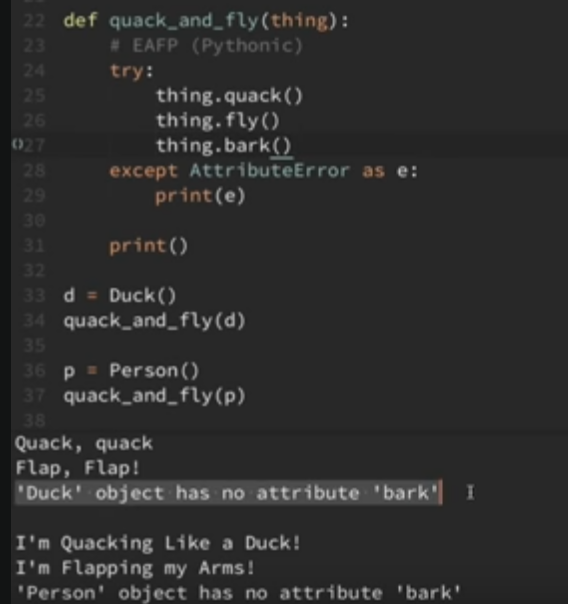 22 def quack_and_fly(thing):
23     # EAFP (Pythonic)
24     try:
25         thing.quack()
26         thing.fly()
27         thing.bark()
28     except AttributeError as e:
29         print(e)
30
31     print()
32
33 d = Duck()
34 quack_and_fly(d)
35
36 p = Person()
37 quack_and_fly(p)
38
Quack, quack
Flap, Flap!
'Duck' object has no attribute 'bark'
I'm Quacking Like a Duck!
I'm Flapping my Arms!
'Person' object has no attribute 'bark'